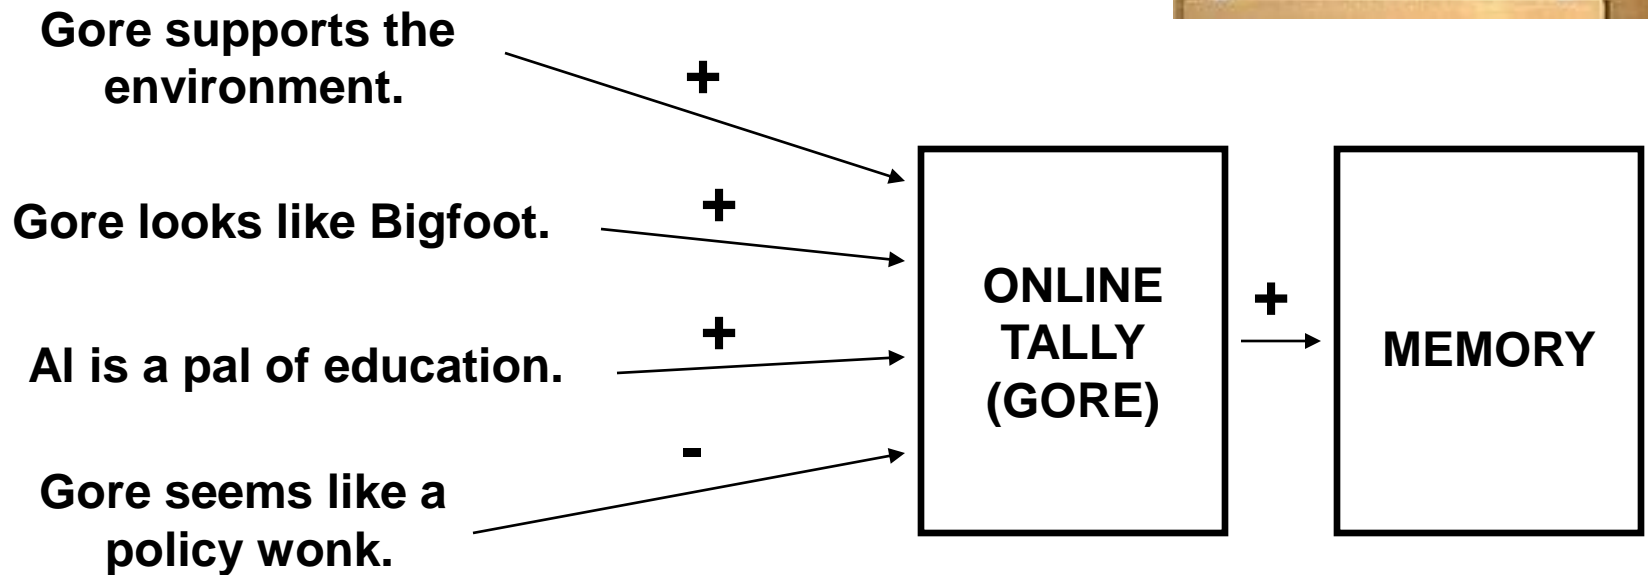 Gore supports the
environment.
+
Gore looks like Bigfoot.
+
Al is a pal of education.
+
Gore seems like a
policy wonk.
-
ONLINE
TALLY
(GORE)
+
MEMORY